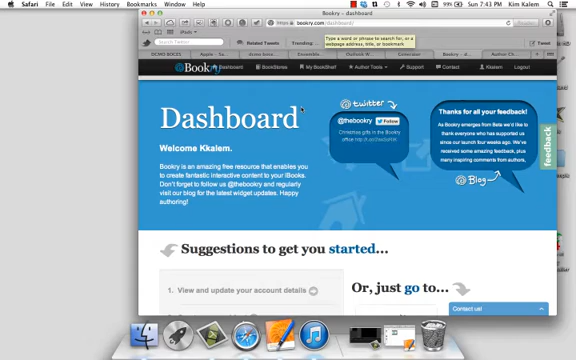 Safari File Edit View History Bookmarks Window Help Sun 7:43 PM Kim Kalem
Bookry - dashboard
bookry.com/dashboard/
Type a word or phrase to search for, or a
webpage address, title, or bookmark
Search Twitter Related Tweets Trending Tweet
Bookry Dashboard BookStores My BookShelf Author Tools Support Contact Kkalem Logout
Dashboard
Welcome Kkalem.
Bookry is an amazing free resource that enables you
to create fantastic interactive content to your iBooks.
Don't forget to follow us @thebookry and regularly
visit our blog for the latest widget updates. Happy
authoring!
@twitter
@thebookry Follow
Christmas gifts in the Bookry
office
Thanks for all your feedback!
As Bookry emerges from Beta we'd like to
thank everyone who has supported us
since our launch four weeks ago. We've
received some amazing feedback, plus
many inspiring comments from authors.
@Blog
feedback
Suggestions to get you started...
1. View and update your account details
Or, just go to...
Contact us!